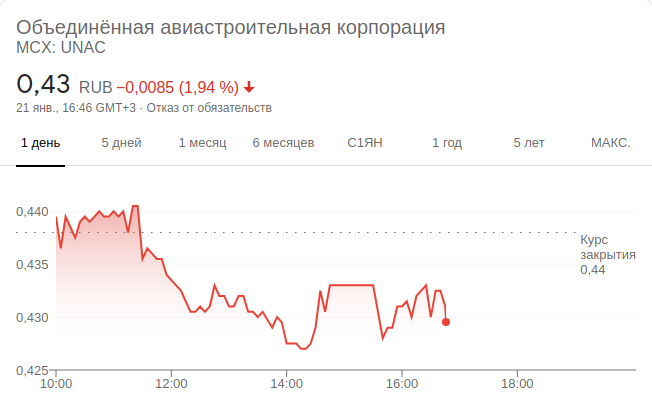 Объединённая авиастроительная корпорация
MCX: UNAC
0,43 RUB −0,0085 (1,94 %)
21 янв., 16:46 GMT+3 · Отказ от обязательств
1 день 5 дней 1 месяц 6 месяцев С1ЯН 1 год 5 лет МАКС.
0,440
Курс
закрытия
0,44
0,435
0,430
0,425
10:00 12:00 14:00 16:00 18:00